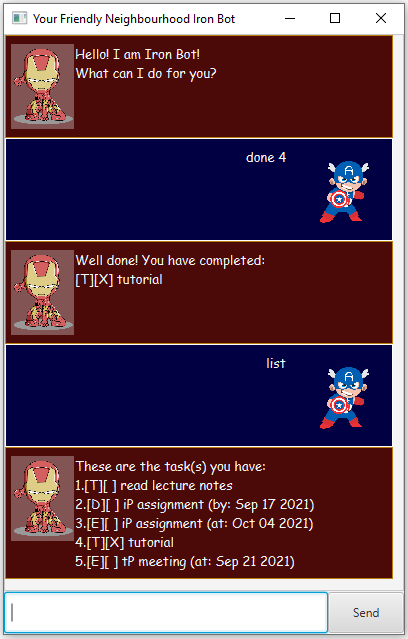 Your Friendly Neighbourhood Iron Bot
Hello! I am Iron Bot!
What can I do for you?
done 4
Well done! You have completed:
[T][X] tutorial
list
These are the task(s) you have:
1.[T][ ] read lecture notes
2.[D][ ] iP assignment (by: Sep 17 2021)
3.[E][ ] iP assignment (at: Oct 04 2021)
4.[T][X] tutorial
5.[E][ ] tP meeting (at: Sep 21 2021)
Send